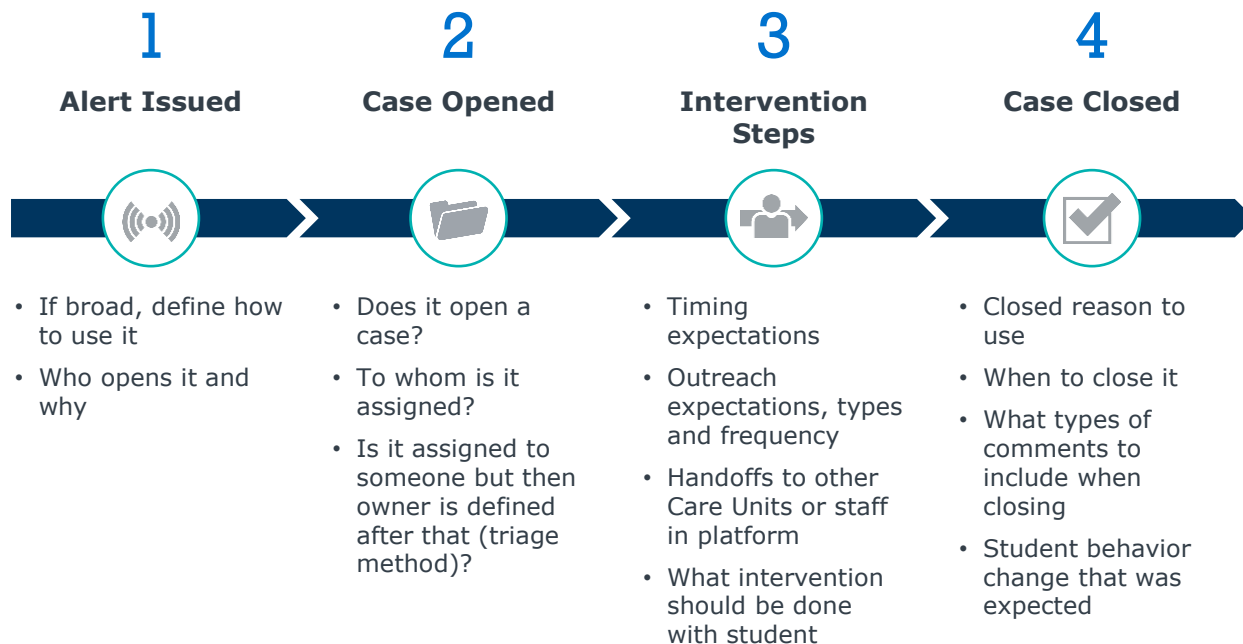 1
Alert Issued
• If broad, define how
to use it
• Who opens it and
why
2
Case Opened
• Does it open a
case?
• To whom is it
assigned?
• Is it assigned to
someone but then
owner is defined
after that (triage
method)?
3
Intervention
Steps
• Timing
expectations
• Outreach
expectations, types
and frequency
• Handoffs to other
Care Units or staff
in platform
• What intervention
should be done
with student
4
Case Closed
• Closed reason to
use
• When to close it
• What types of
comments to
include when
closing
• Student behavior
change that was
expected